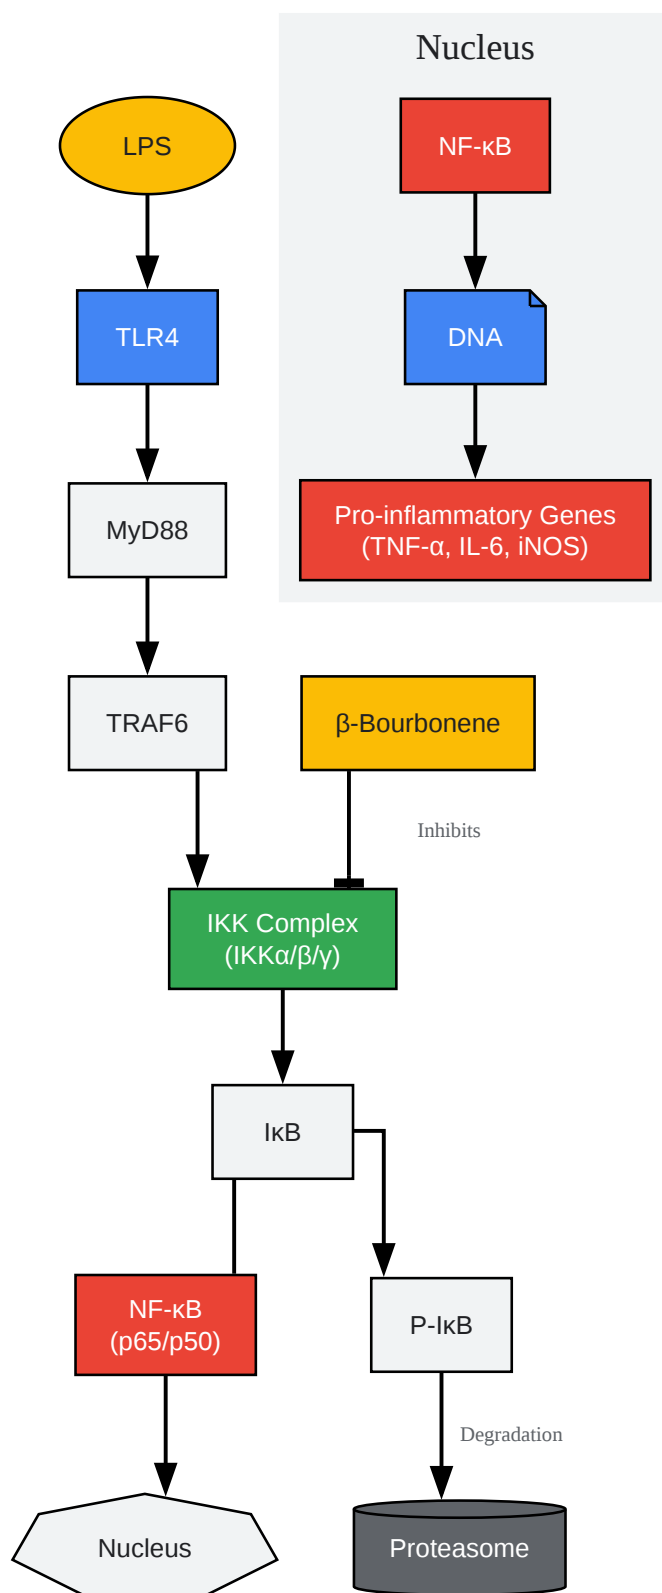 Nucleus
LPS
NF-κB
TLR4
DNA
MyD88
Pro-inflammatory Genes
(TNF-α, IL-6, iNOS)
TRAF6
β-Bourbonene
Inhibits
IKK Complex
(IKKα/β/γ)
IκB
NF-κB
(p65/p50)
P-IκB
Degradation
Nucleus
Proteasome